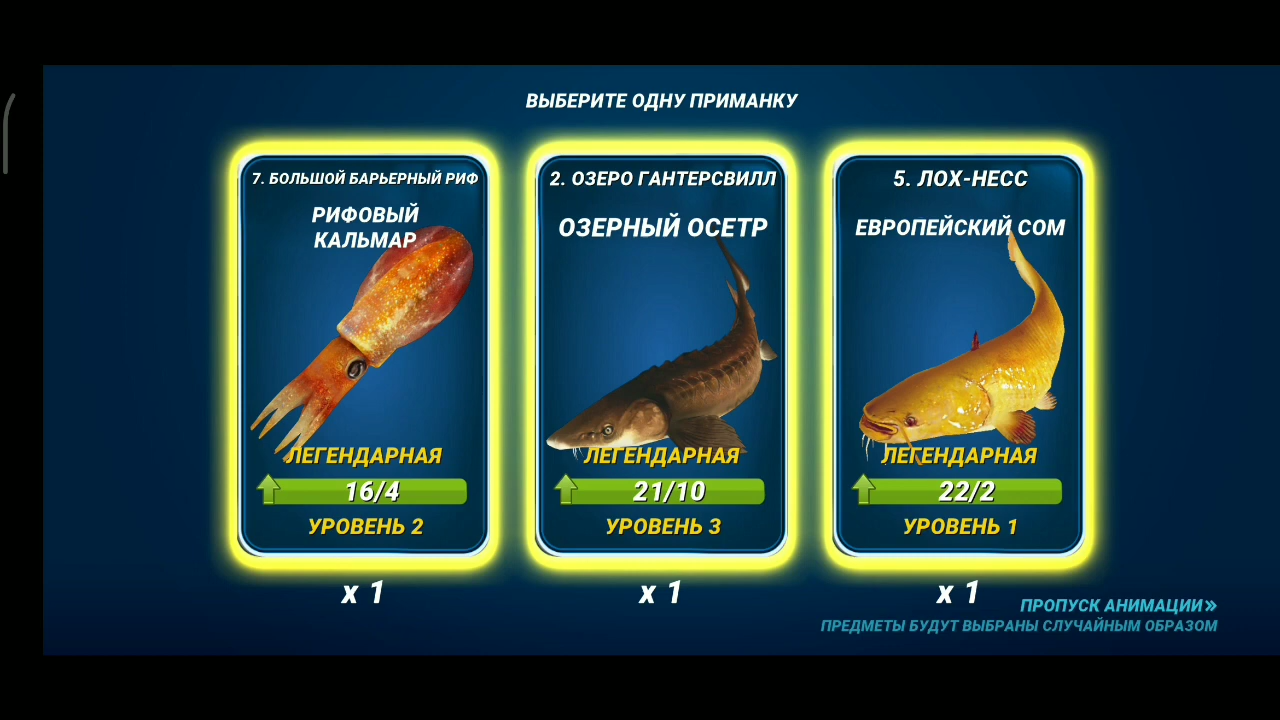 ВЫБЕРИТЕ ОДНУ ПРИМАНКУ
7. БОЛЬШОЙ БАРЬЕРНЫЙ РИФ
РИФОВЫЙ
КАЛЬМАР
ЛЕГЕНДАРНАЯ
16/4
УРОВЕНЬ 2
x 1
2. ОЗЕРО ГАНТЕРСВИЛЛ
ОЗЕРНЫЙ ОСЕТР
ЛЕГЕНДАРНАЯ
21/10
УРОВЕНЬ 3
x 1
5. ЛОХ-НЕСС
ЕВРОПЕЙСКИЙ СОМ
ЛЕГЕНДАРНАЯ
22/2
УРОВЕНЬ 1
x 1
ПРОПУСК АНИМАЦИИ»
ПРЕДМЕТЫ БУДУТ ВЫБРАНЫ СЛУЧАЙНЫМ ОБРАЗОМ